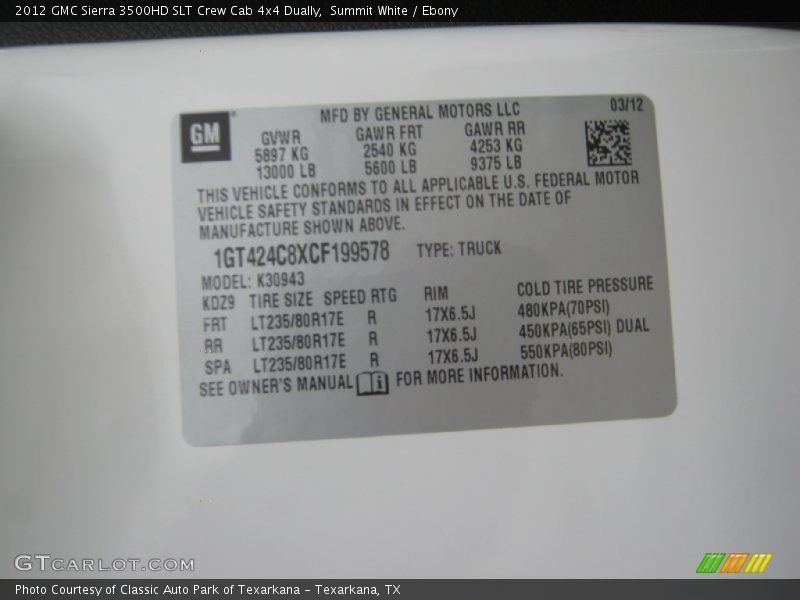 2012 GMC Sierra 3500HD SLT Crew Cab 4x4 Dually, Summit White / Ebony
GM
MFD BY GENERAL MOTORS LLC 03/12
GVWR GAWR FRT GAWR RR
5897 KG 2540 KG 4253 KG
13000 LB 5600 LB 9375 LB
THIS VEHICLE CONFORMS TO ALL APPLICABLE U.S. FEDERAL MOTOR
VEHICLE SAFETY STANDARDS IN EFFECT ON THE DATE OF
MANUFACTURE SHOWN ABOVE.
1GT424C8XCF199578 TYPE: TRUCK
MODEL: K30943
KDZ9 TIRE SIZE SPEED RTG RIM COLD TIRE PRESSURE
FRT LT235/80R17E R 17X6.5J 480KPA(70PSI)
RR LT235/80R17E R 17X6.5J 450KPA(65PSI) DUAL
SPA LT235/80R17E R 17X6.5J 550KPA(80PSI)
SEE OWNER'S MANUAL FOR MORE INFORMATION.
GTCARLOT.COM
Photo Courtesy of Classic Auto Park of Texarkana - Texarkana, TX